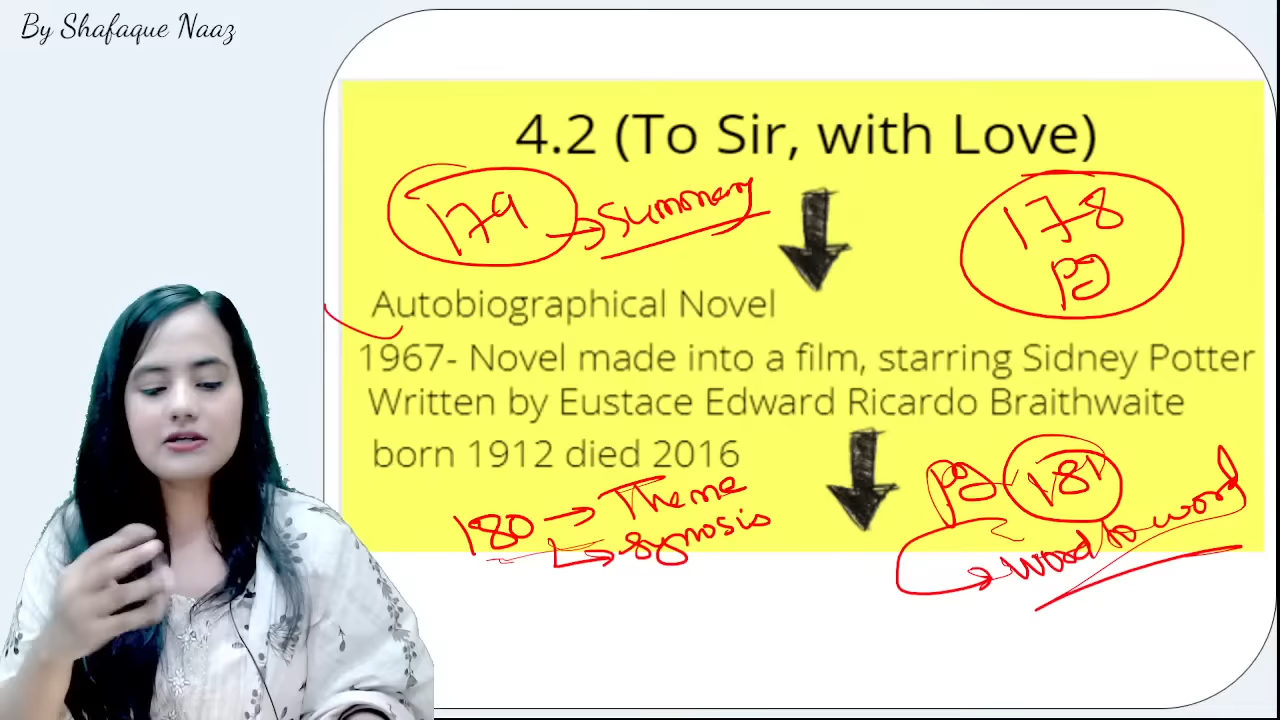 By Shafaque Naaz
4.2 (To Sir, with Love)
179 → Summary
178
pg
Autobiographical Novel
1967- Novel made into a film, starring Sidney Potter
Written by Eustace Edward Ricardo Braithwaite
born 1912 died 2016
180 → Theme
→ Synosis
pg - 181
→ word to word